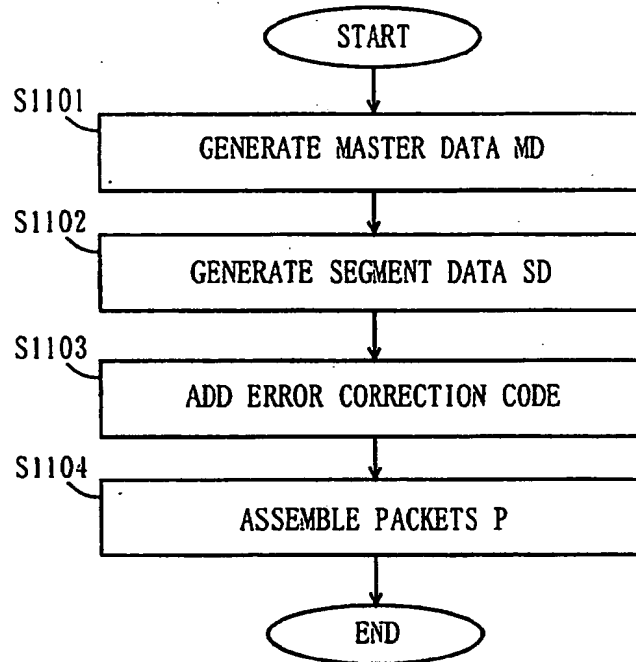 START
S1101
GENERATE MASTER DATA MD
S1102
GENERATE SEGMENT DATA SD
S1103
ADD ERROR CORRECTION CODE
S1104
ASSEMBLE PACKETS P
END